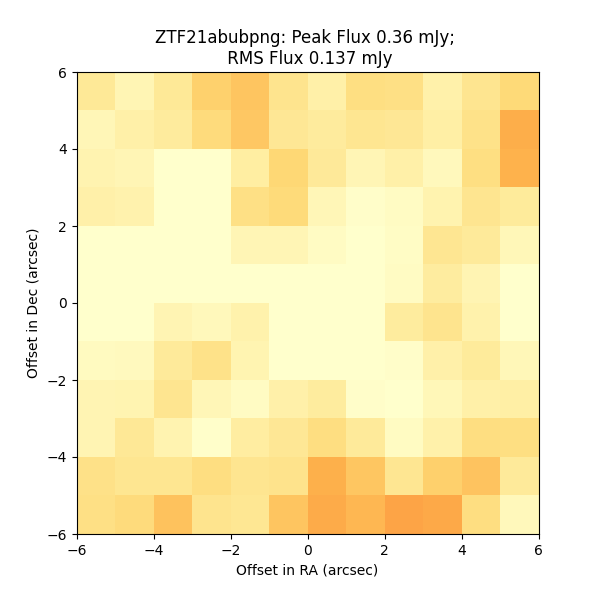 ZTF21abubpng: Peak Flux 0.36 mJy;
RMS Flux 0.137 mJy
6
4
2
0
−2
−4
−6
Offset in Dec (arcsec)
−6 −4 −2 0 2 4 6
Offset in RA (arcsec)